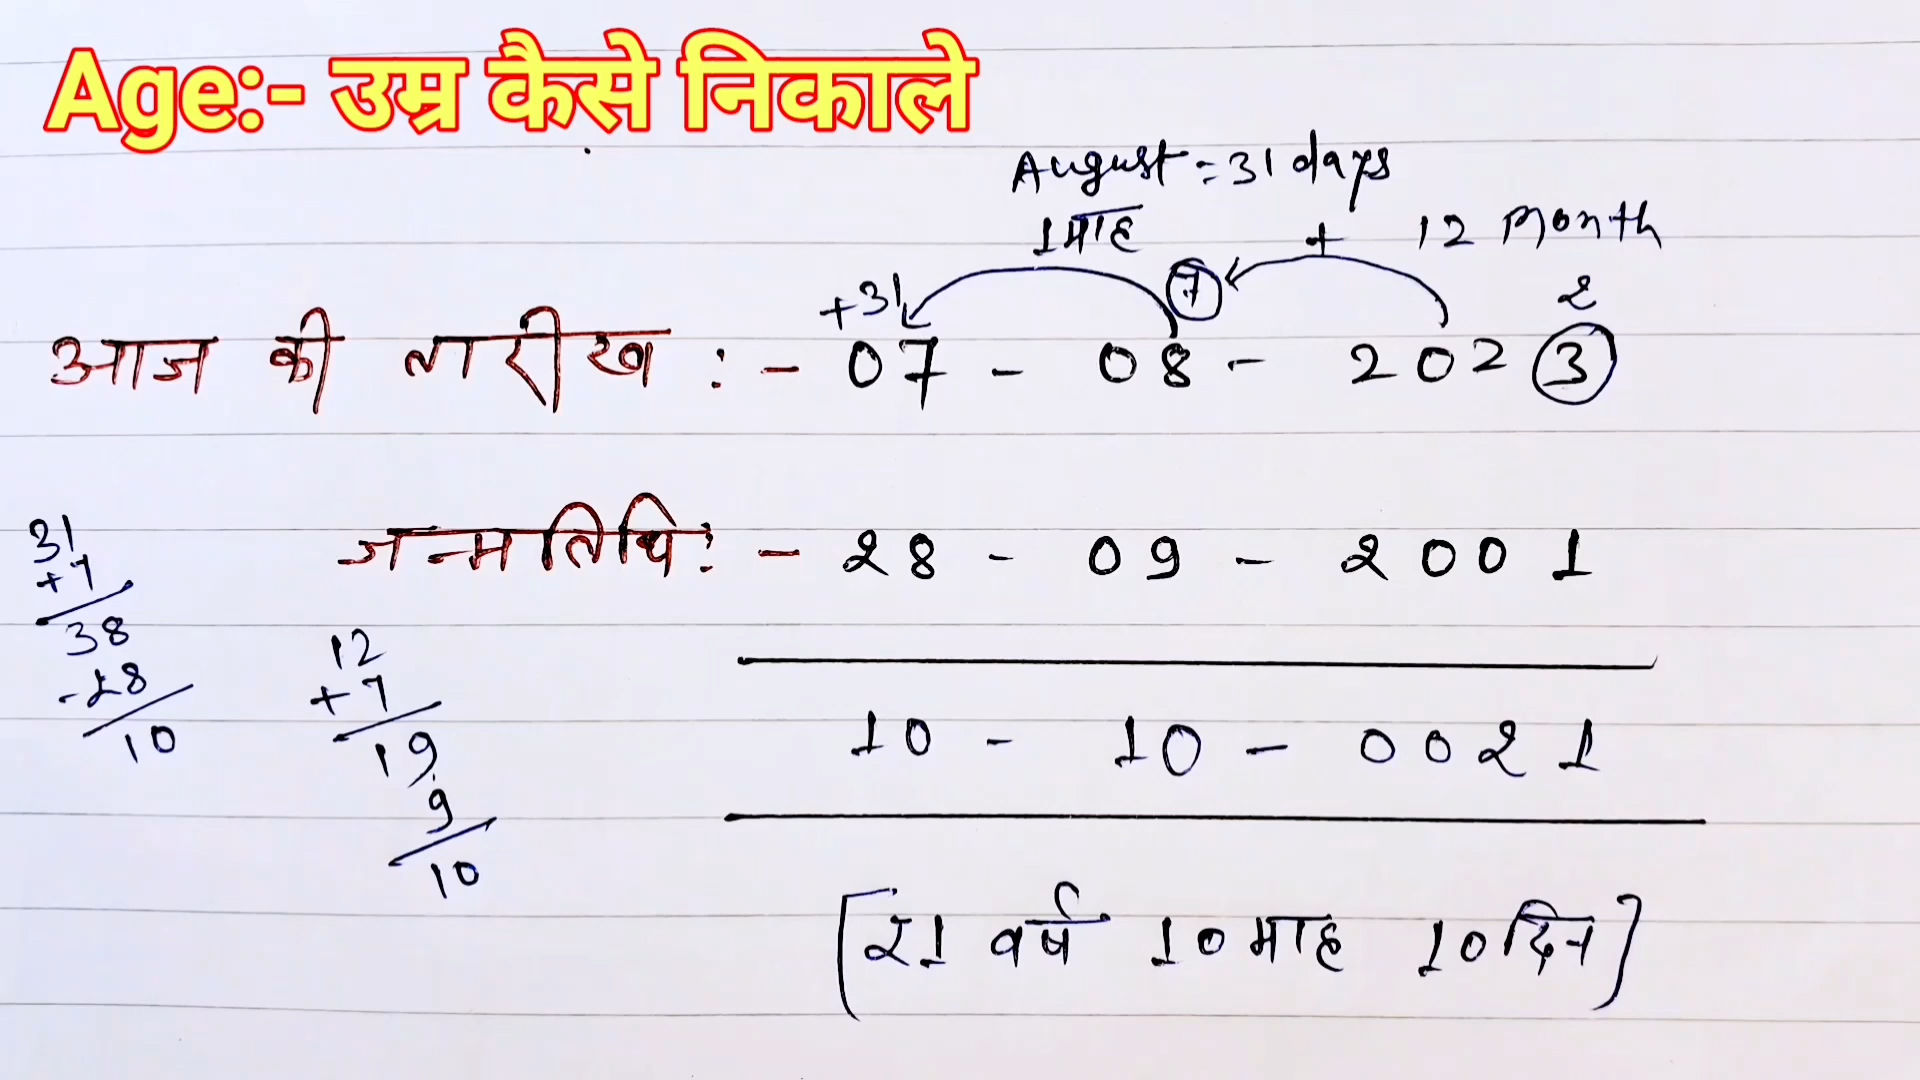 Age:- उम्र कैसे निकाले
August = 31 days
1माह + 12 Month
+31 7 2
आज की तारीख :- 07 - 08 - 2023
जन्मतिथि :- 28 - 09 - 2001
31
+7
38
-28
10
12
+7
19
9
10
10 - 10 - 0021
[21 वर्ष 10 माह 10 दिन]